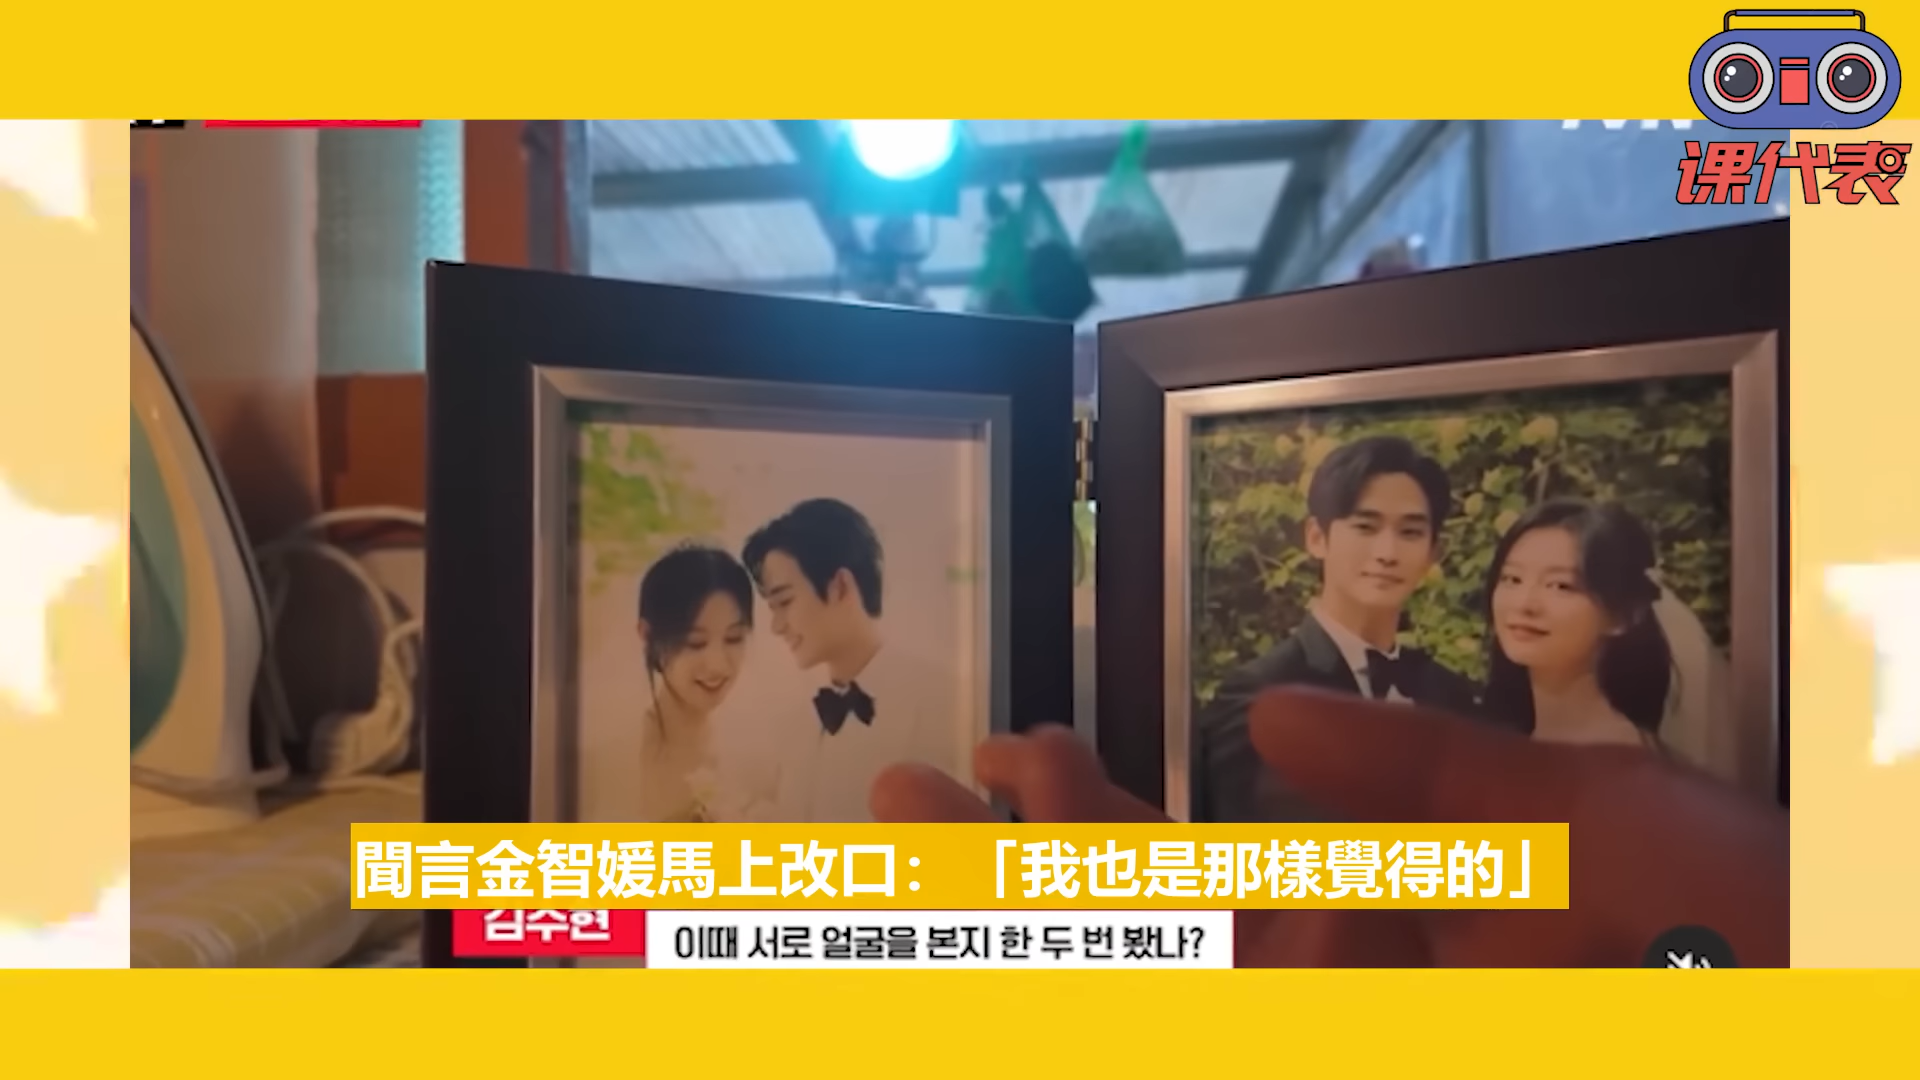 课代表
聞言金智媛馬上改口：「我也是那樣覺得的」
김수현
이때 서로 얼굴을 본지 한 두 번 봤나?